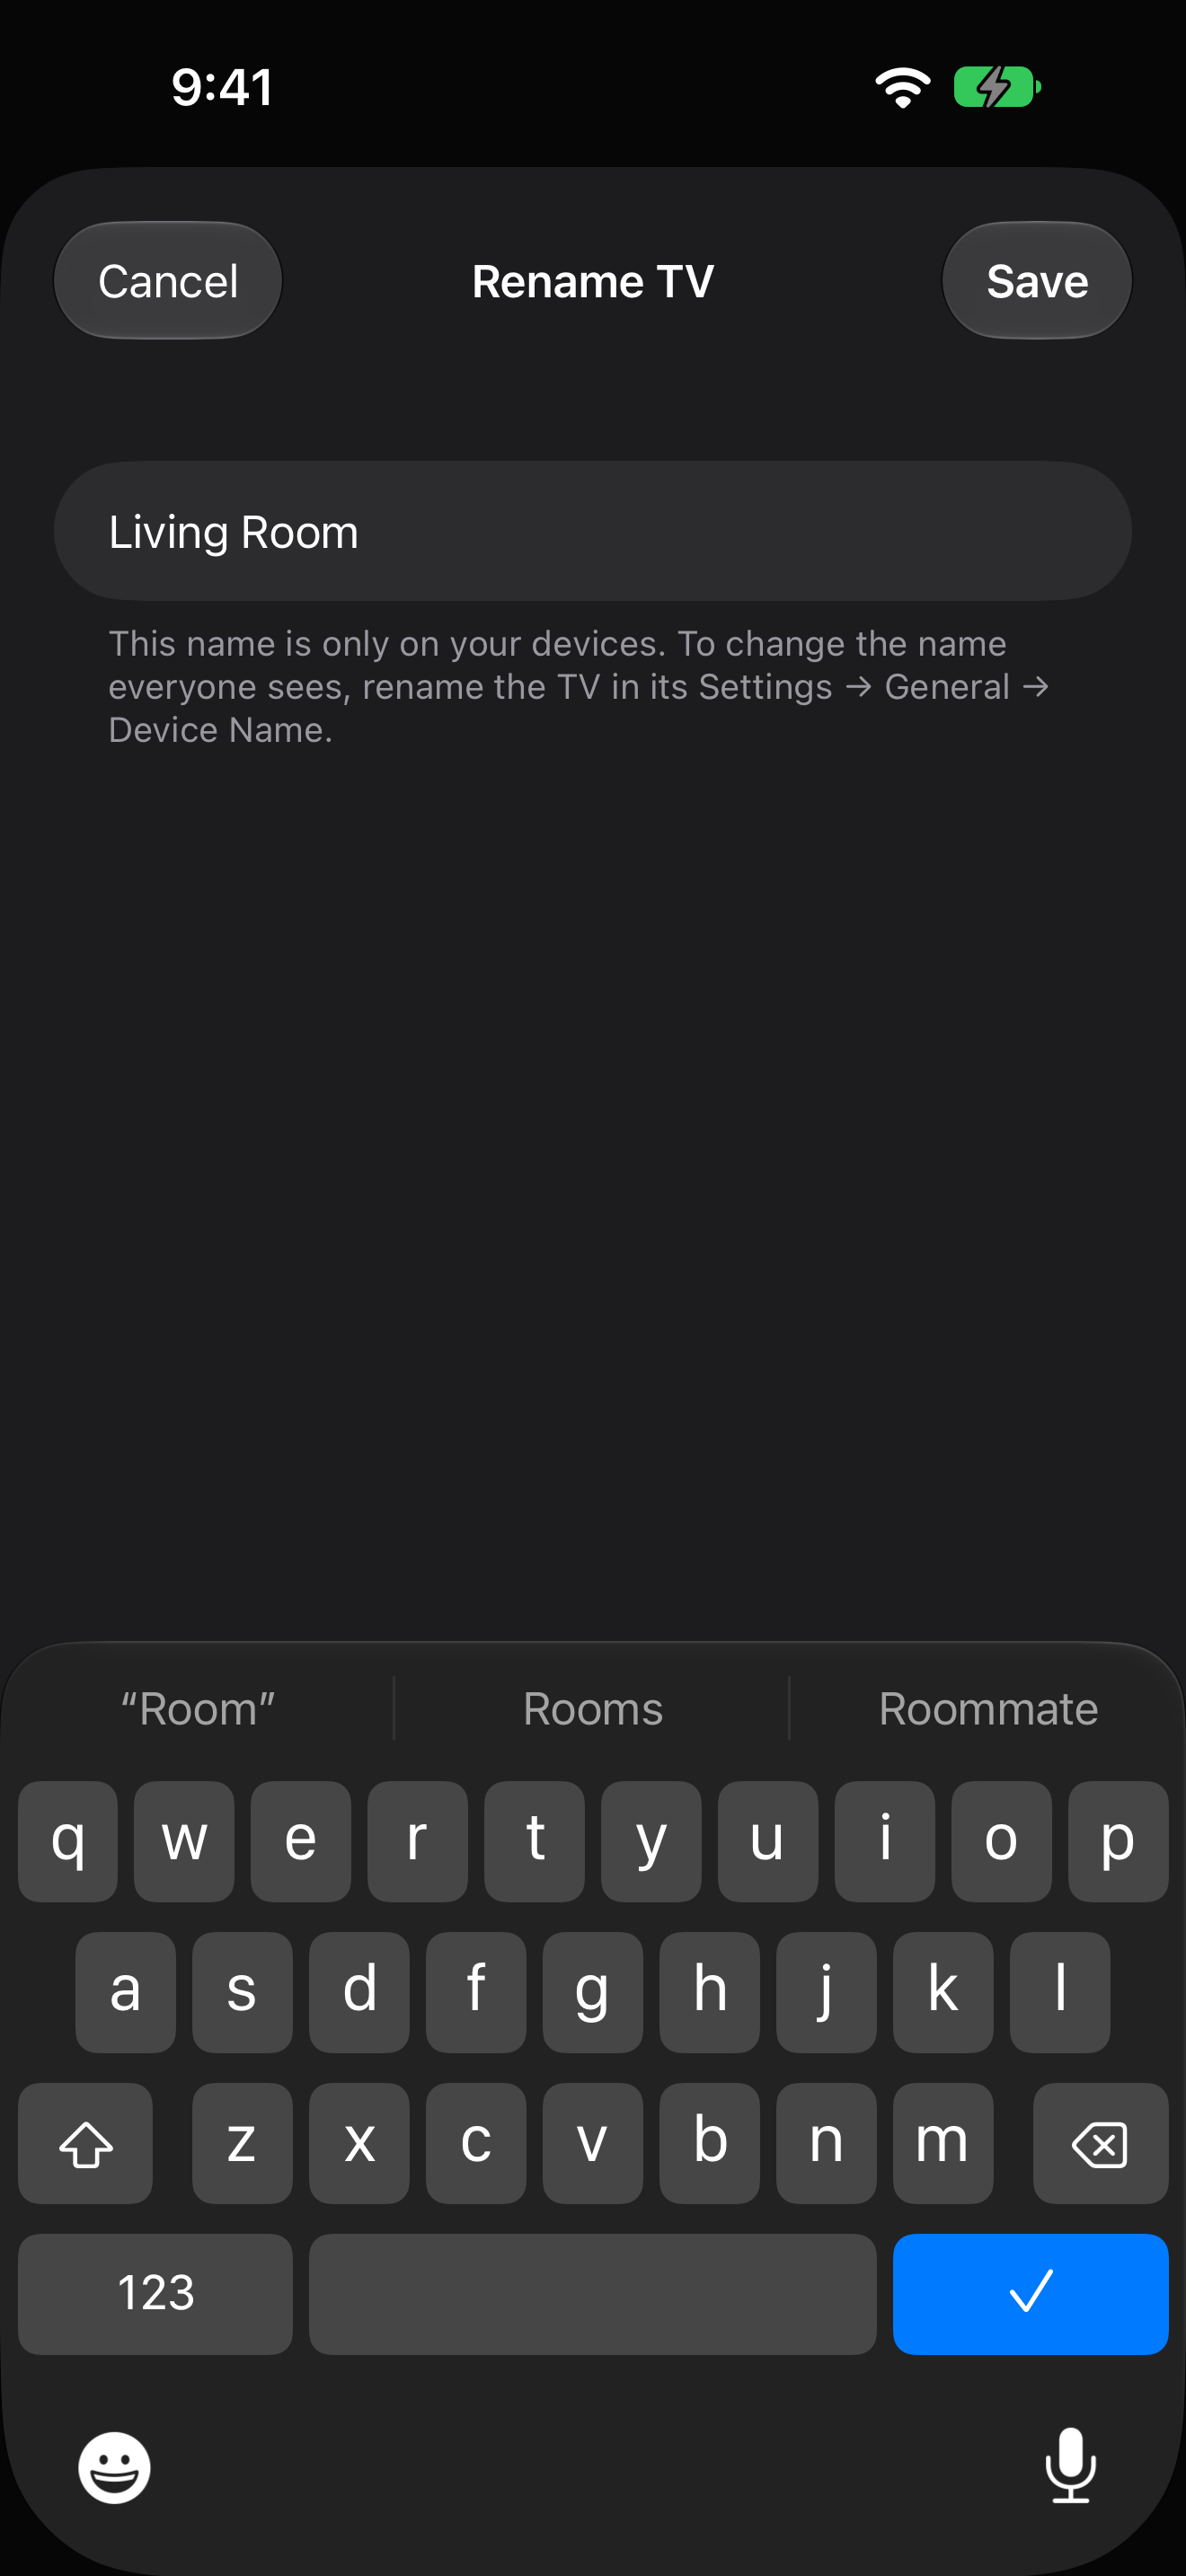 9:41
Cancel Rename TV Save
Living Room
This name is only on your devices. To change the name
everyone sees, rename the TV in its Settings → General →
Device Name.
“Room” Rooms Roommate
q w e r t y u i o p
a s d f g h j k l
z x c v b n m
123